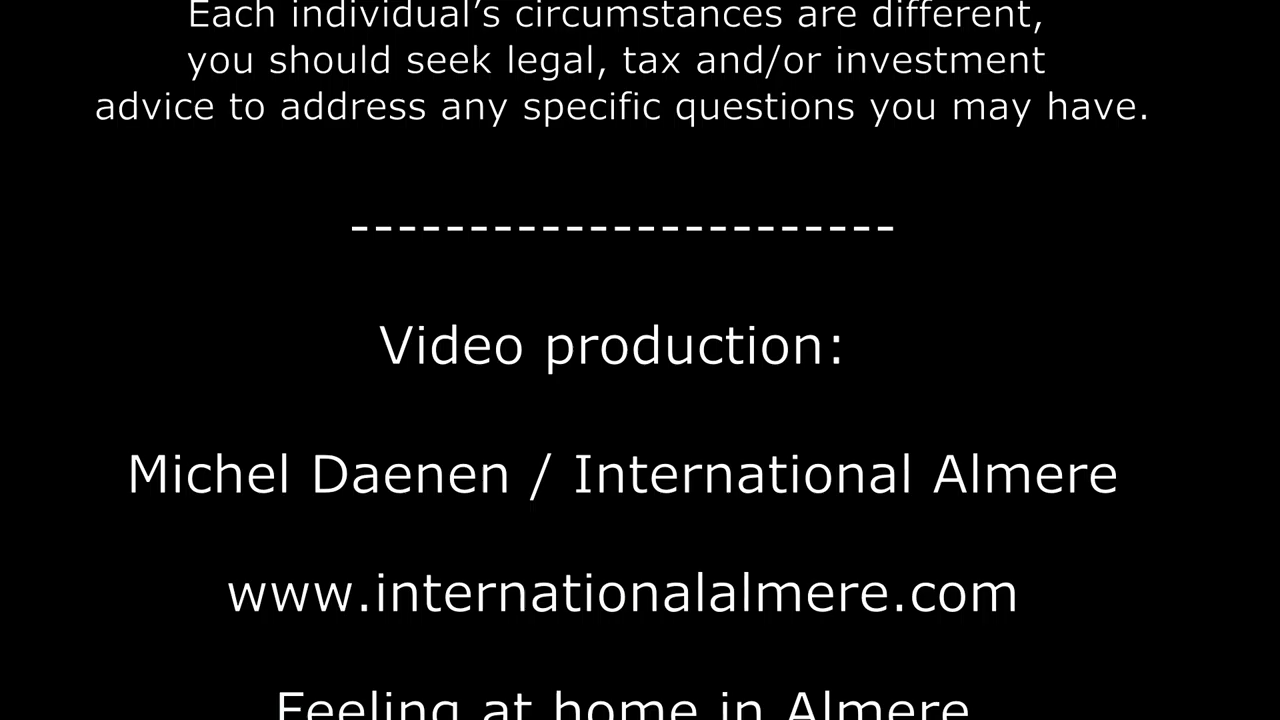 Each individual’s circumstances are different,
you should seek legal, tax and/or investment
advice to address any specific questions you may have.
-----------------------
Video production:
Michel Daenen / International Almere
www.internationalalmere.com
Feeling at home in Almere